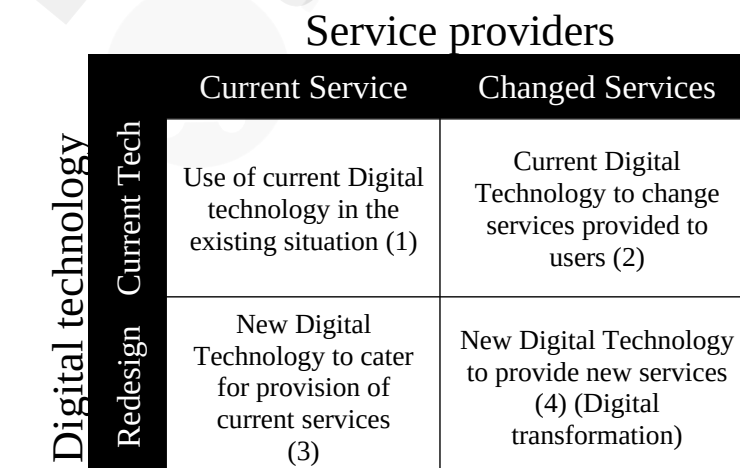 Service providers
Current Service
Changed Services
Digital technology
Current Tech
Use of current Digital
technology in the
existing situation (1)
Current Digital
Technology to change
services provided to
users (2)
Redesign
New Digital
Technology to cater
for provision of
current services
(3)
New Digital Technology
to provide new services
(4) (Digital
transformation)